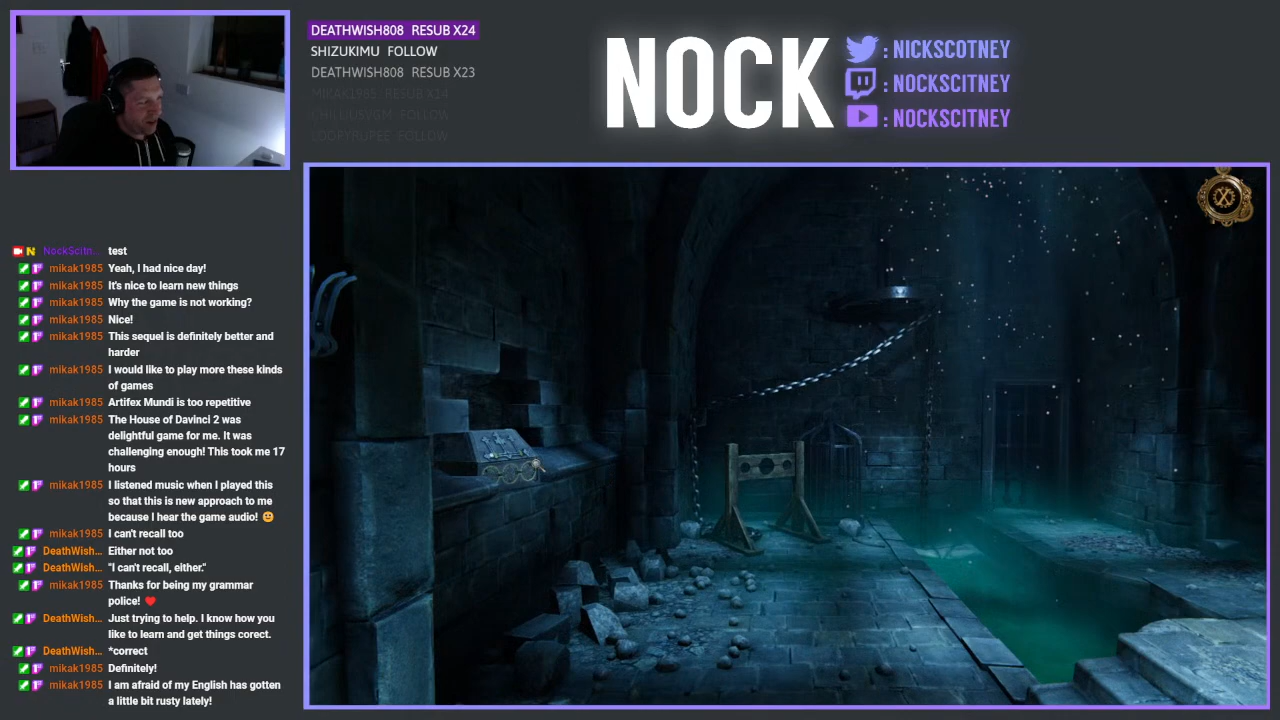 DEATHWISH808 RESUB X24
SHIZUKIMU FOLLOW
DEATHWISH808 RESUB X23
MIKAK1985 RESUB X14
NOCK
: NICKSCOTNEY
: NOCKSCITNEY
: NOCKSCITNEY
NockScitn... test
mikak1985 Yeah, I had nice day!
mikak1985 It's nice to learn new things
mikak1985 Why the game is not working?
mikak1985 Nice!
mikak1985 This sequel is definitely better and
harder
mikak1985 I would like to play more these kinds
of games
mikak1985 Artifex Mundi is too repetitive
mikak1985 The House of Davinci 2 was
delightful game for me. It was
challenging enough! This took me 17
hours
mikak1985 I listened music when I played this
so that this is new approach to me
because I hear the game audio! 😐
mikak1985 I can't recall too
DeathWish... Either not too
DeathWish... "I can't recall, either."
mikak1985 Thanks for being my grammar
police! ♥
DeathWish... Just trying to help. I know how you
like to learn and get things corect.
DeathWish... *correct
mikak1985 Definitely!
mikak1985 I am afraid of my English has gotten
a little bit rusty lately!